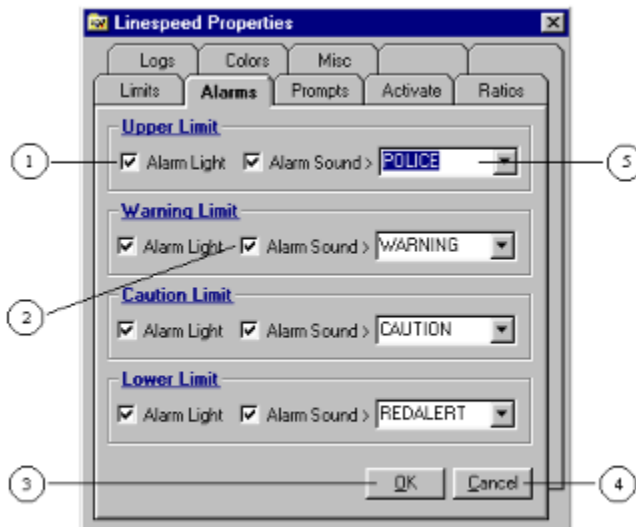 Linespeed Properties
Logs Colors Misc
Limits Alarms Prompts Activate Ratios
Upper Limit
1 Alarm Light Alarm Sound > POLICE 5
Warning Limit
Alarm Light Alarm Sound > WARNING
2
Caution Limit
Alarm Light Alarm Sound > CAUTION
Lower Limit
Alarm Light Alarm Sound > REDALERT
3 OK Cancel 4